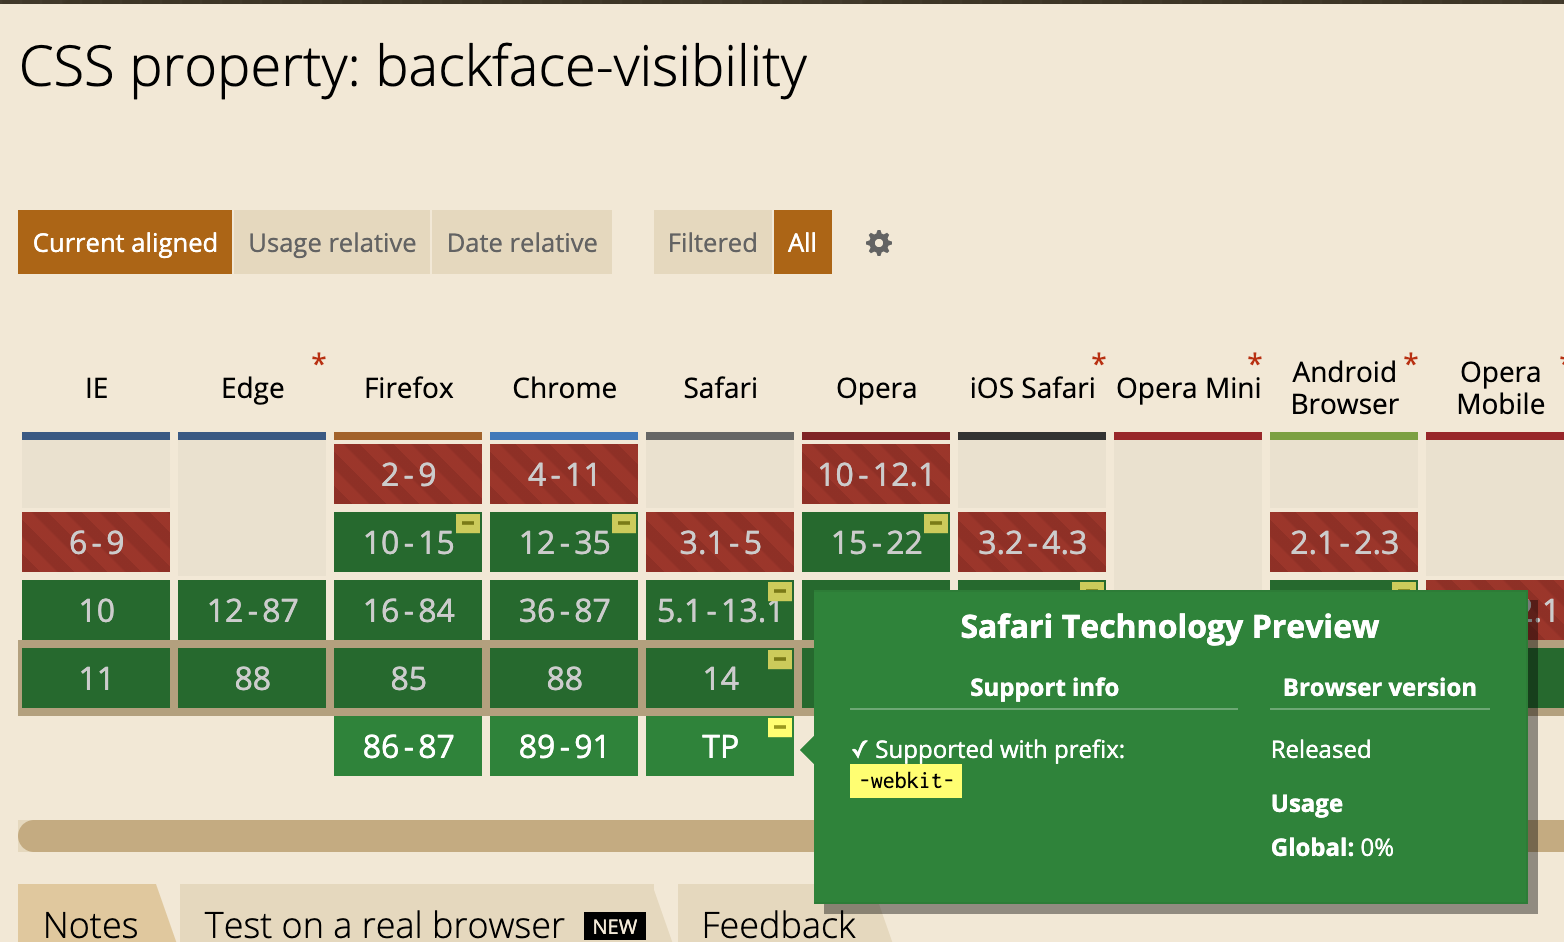 CSS property: backface-visibility
Current aligned Usage relative Date relative Filtered All
IE Edge * Firefox Chrome Safari Opera iOS Safari * Opera Mini * Android Browser * Opera Mobile
2-9 4-11 10-12.1
6-9 10-15 12-35 3.1-5 15-22 3.2-4.3 2.1-2.3
10 12-87 16-84 36-87 5.1-13.1
11 88 85 88 14
86-87 89-91 TP
Safari Technology Preview
Support info Browser version
✓ Supported with prefix: Released
-webkit-
Usage
Global: 0%
Notes Test on a real browser NEW Feedback